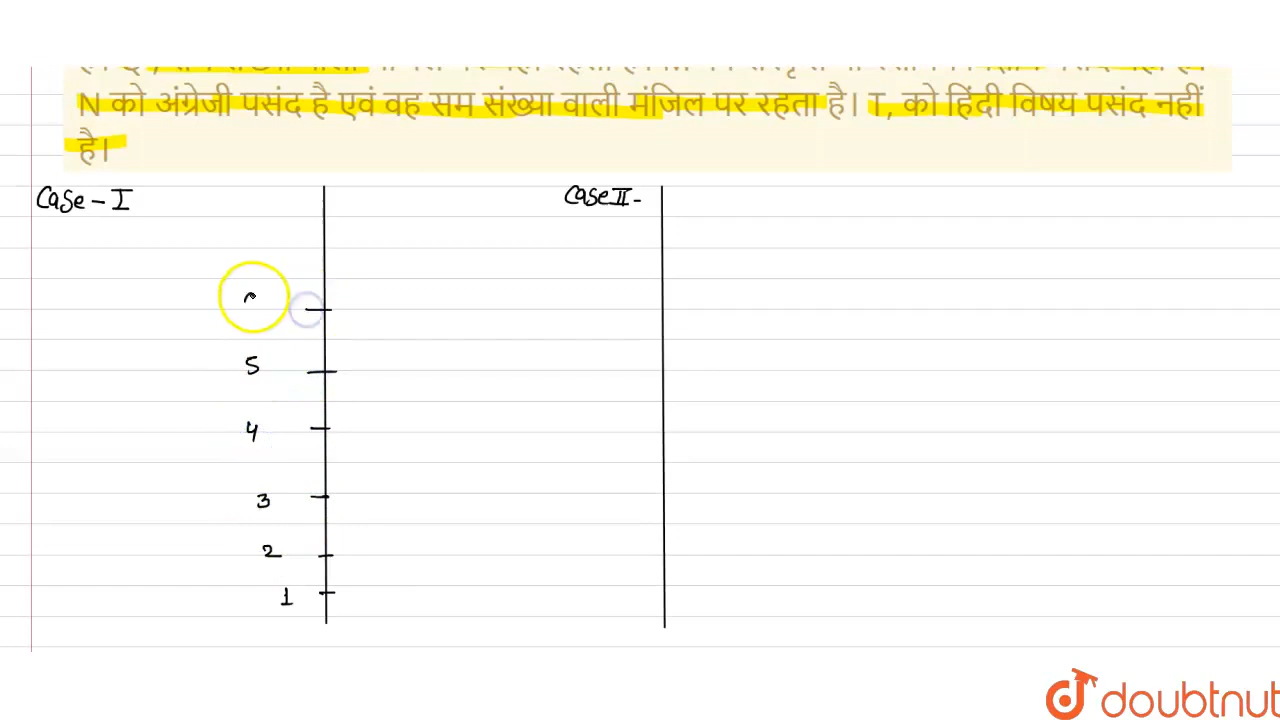 N को अंग्रेजी पसंद है एवं वह सम संख्या वाली मंजिल पर रहता है। T, को हिंदी विषय पसंद नहीं
है।
Case - I
Case II -
5
4
3
2
1
doubtnut